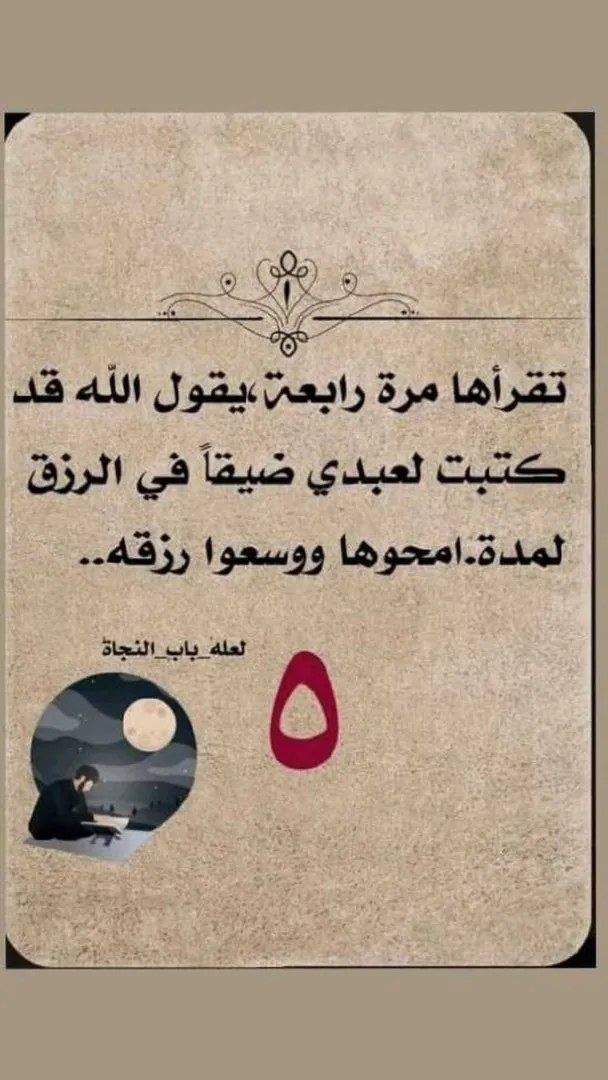 تقرأها مرة رابعة،يقول الله قد
كتبت لعبدي ضيقاً في الرزق
لمدة.امحوها ووسعوا رزقه..
لعله_باب_النجاة
٥